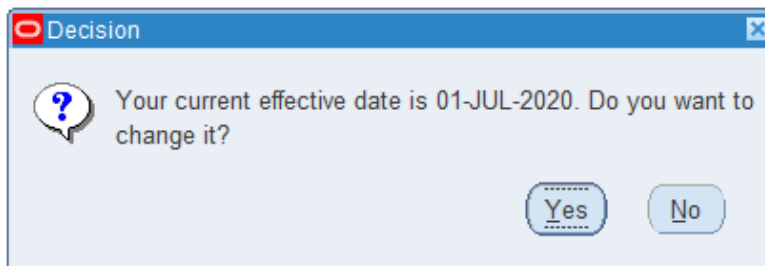 Decision
Your current effective date is 01-JUL-2020. Do you want to
change it?
Yes No